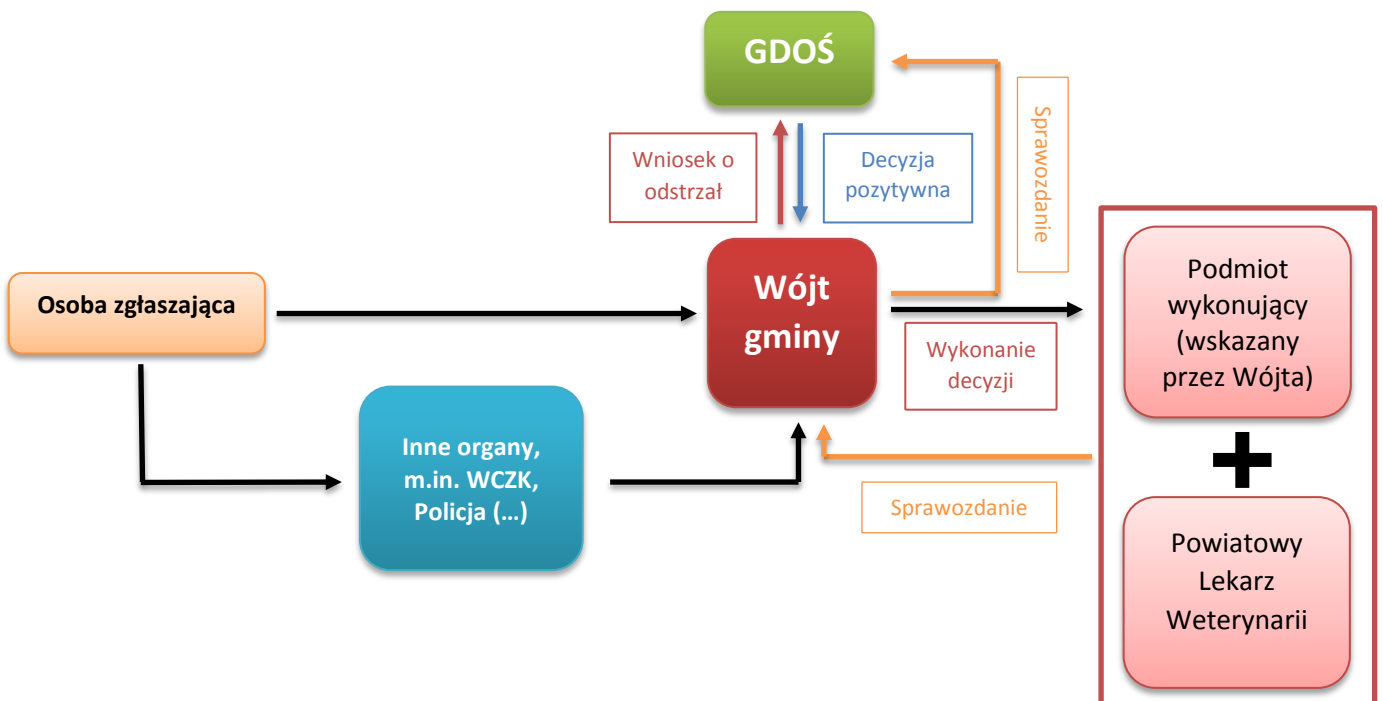 GDOŚ
Wniosek o
odstrzał
Decyzja
pozytywna
Sprawozdanie
Osoba zgłaszająca
Wójt
gminy
Wykonanie
decyzji
Podmiot
wykonujący
(wskazany
przez Wójta)
Inne organy,
m.in. WCZK,
Policja (...)
Sprawozdanie
Powiatowy
Lekarz
Weterynarii